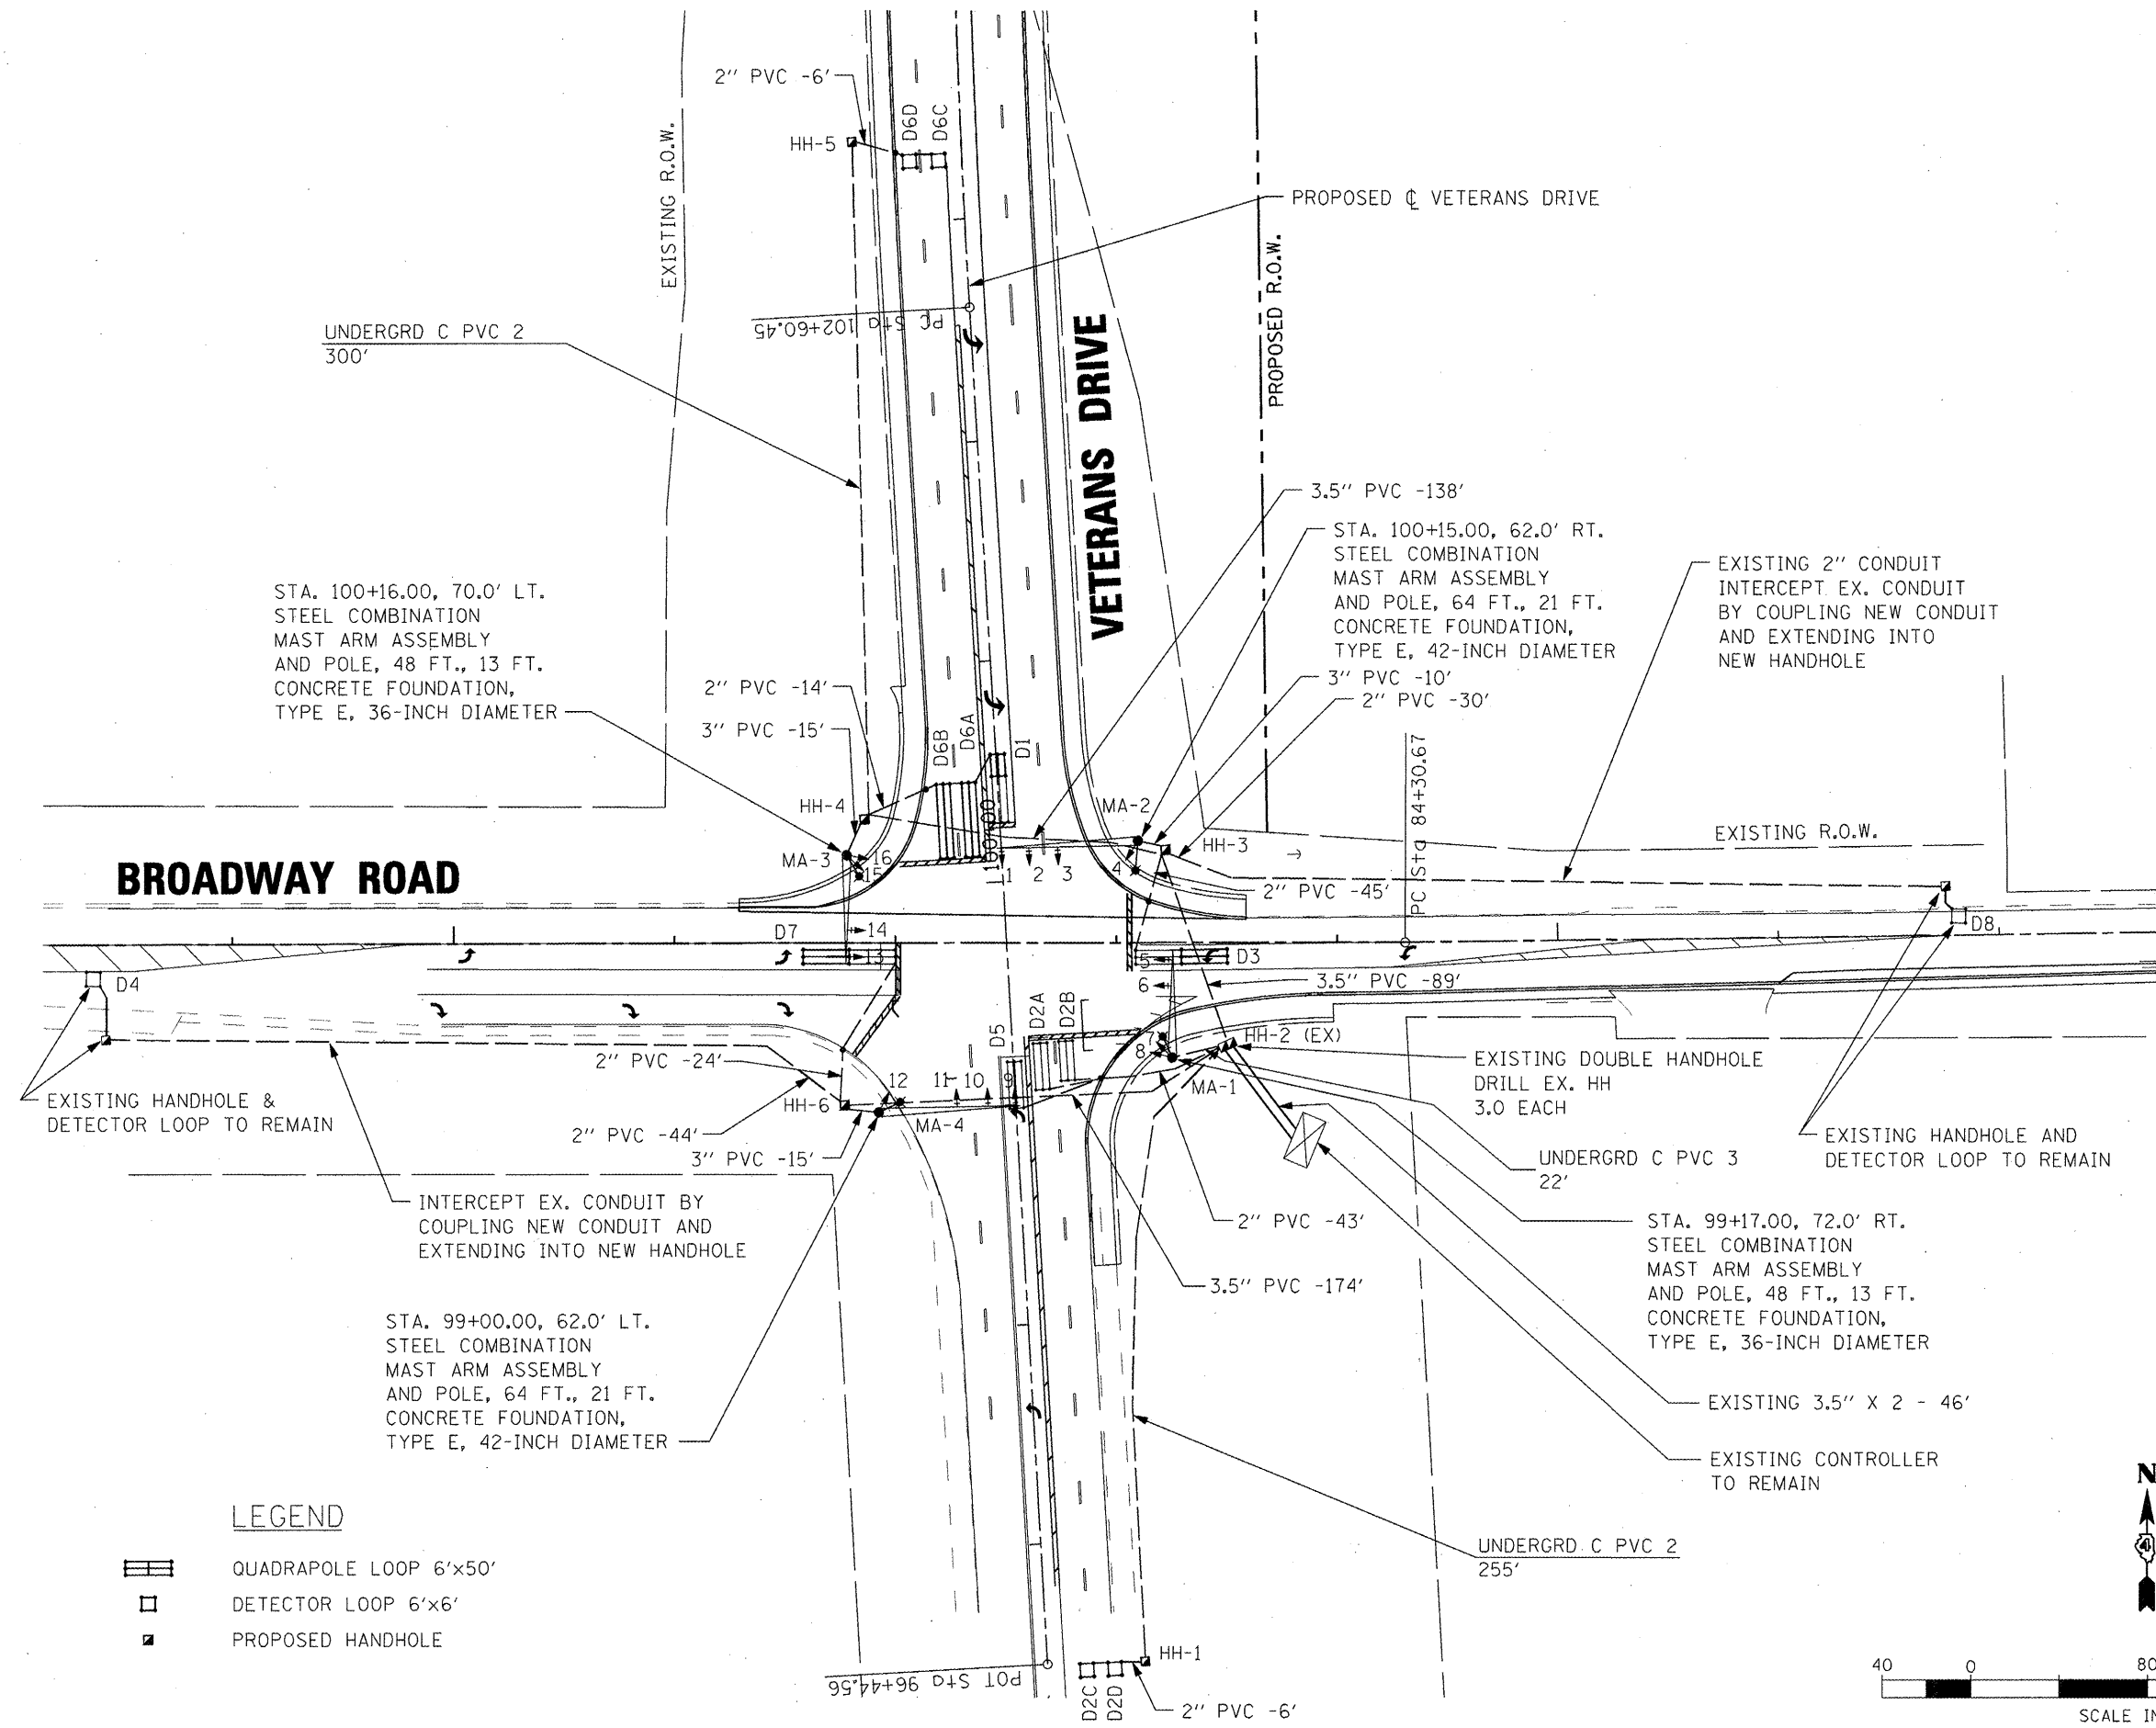 2" PVC -6'
HH-5
D6D
D6C
EXISTING R.O.W.
PROPOSED ℄ VETERANS DRIVE
PROPOSED R.O.W.
PC Sta 102+60.45
UNDERGRD C PVC 2
300'
VETERANS DRIVE
3.5" PVC -138'
STA. 100+15.00, 62.0' RT.
STEEL COMBINATION
MAST ARM ASSEMBLY
AND POLE, 64 FT., 21 FT.
CONCRETE FOUNDATION,
TYPE E, 42-INCH DIAMETER
3" PVC -10'
2" PVC -30'
EXISTING 2" CONDUIT
INTERCEPT EX. CONDUIT
BY COUPLING NEW CONDUIT
AND EXTENDING INTO
NEW HANDHOLE
STA. 100+16.00, 70.0' LT.
STEEL COMBINATION
MAST ARM ASSEMBLY
AND POLE, 48 FT., 13 FT.
CONCRETE FOUNDATION,
TYPE E, 36-INCH DIAMETER
2" PVC -14'
3" PVC -15'
D6B
D6A
D1
HH-4
MA-2
PC Sta 84+30.67
EXISTING R.O.W.
MA-3
16
15
1
2
3
4
HH-3
2" PVC -45'
BROADWAY ROAD
D7
14
13
5
6
D3
D8
D4
3.5" PVC -89'
D5
D2A
D2B
7
8
HH-2 (EX)
EXISTING DOUBLE HANDHOLE
DRILL EX. HH
3.0 EACH
2" PVC -24'
12
11
10
9
MA-1
EXISTING HANDHOLE &
DETECTOR LOOP TO REMAIN
HH-6
MA-4
2" PVC -44'
3" PVC -15'
EXISTING HANDHOLE AND
DETECTOR LOOP TO REMAIN
UNDERGRD C PVC 3
22'
INTERCEPT EX. CONDUIT BY
COUPLING NEW CONDUIT AND
EXTENDING INTO NEW HANDHOLE
2" PVC -43'
STA. 99+17.00, 72.0' RT.
STEEL COMBINATION
MAST ARM ASSEMBLY
AND POLE, 48 FT., 13 FT.
CONCRETE FOUNDATION,
TYPE E, 36-INCH DIAMETER
3.5" PVC -174'
STA. 99+00.00, 62.0' LT.
STEEL COMBINATION
MAST ARM ASSEMBLY
AND POLE, 64 FT., 21 FT.
CONCRETE FOUNDATION,
TYPE E, 42-INCH DIAMETER
EXISTING 3.5" X 2 - 46'
EXISTING CONTROLLER
TO REMAIN
N
LEGEND
QUADRAPOLE LOOP 6'x50'
DETECTOR LOOP 6'x6'
PROPOSED HANDHOLE
UNDERGRD C PVC 2
255'
POT Sta 96+44.56
HH-1
D2C
D2D
2" PVC -6'
40
0
80
SCALE